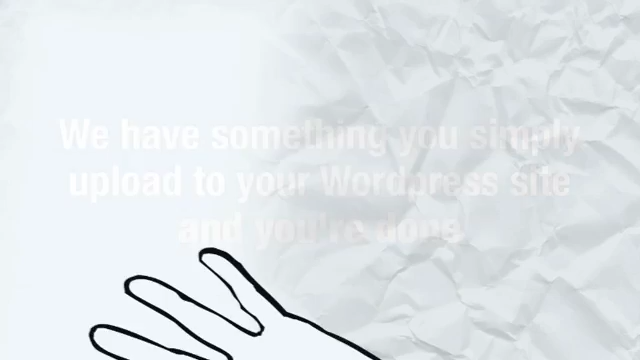 We have something you simply
upload to your Wordpress site
and you're done